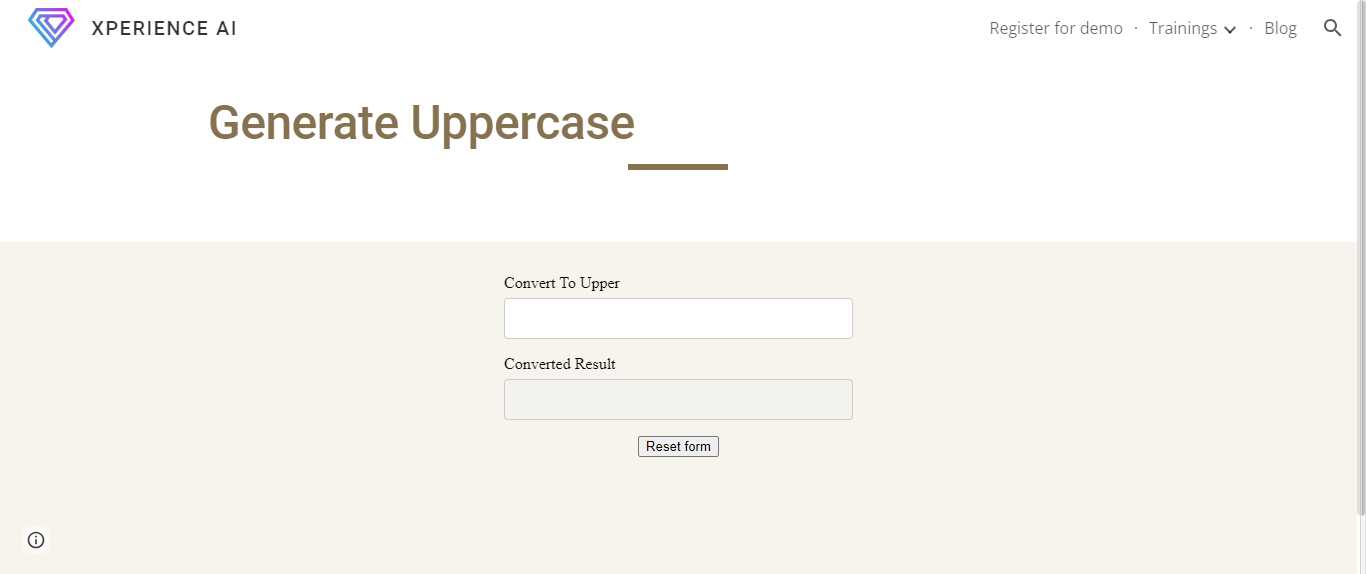 XPERIENCE AI
Register for demo · Trainings · Blog
Generate Uppercase
Convert To Upper
Converted Result
Reset form